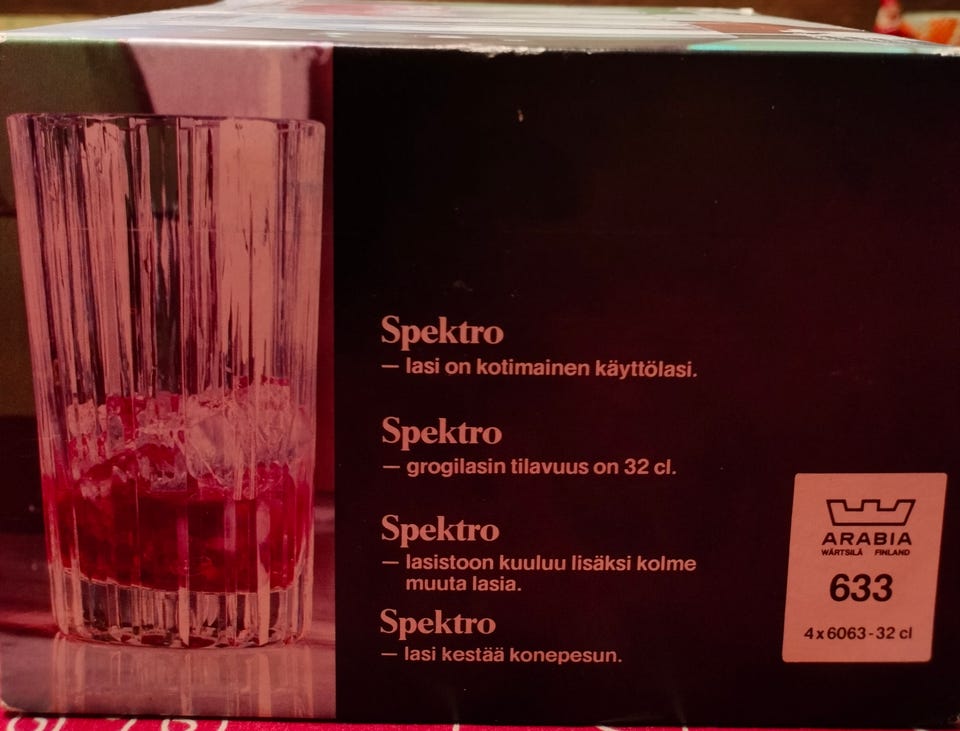 Spektro
— lasi on kotimainen käyttölasi.
Spektro
— grogilasin tilavuus on 32 cl.
Spektro
— lasistoon kuuluu lisäksi kolme
muuta lasia.
Spektro
— lasi kestää konepesun.
ARABIA
WÄRTSILÄ FINLAND
633
4 x 6063 - 32 cl